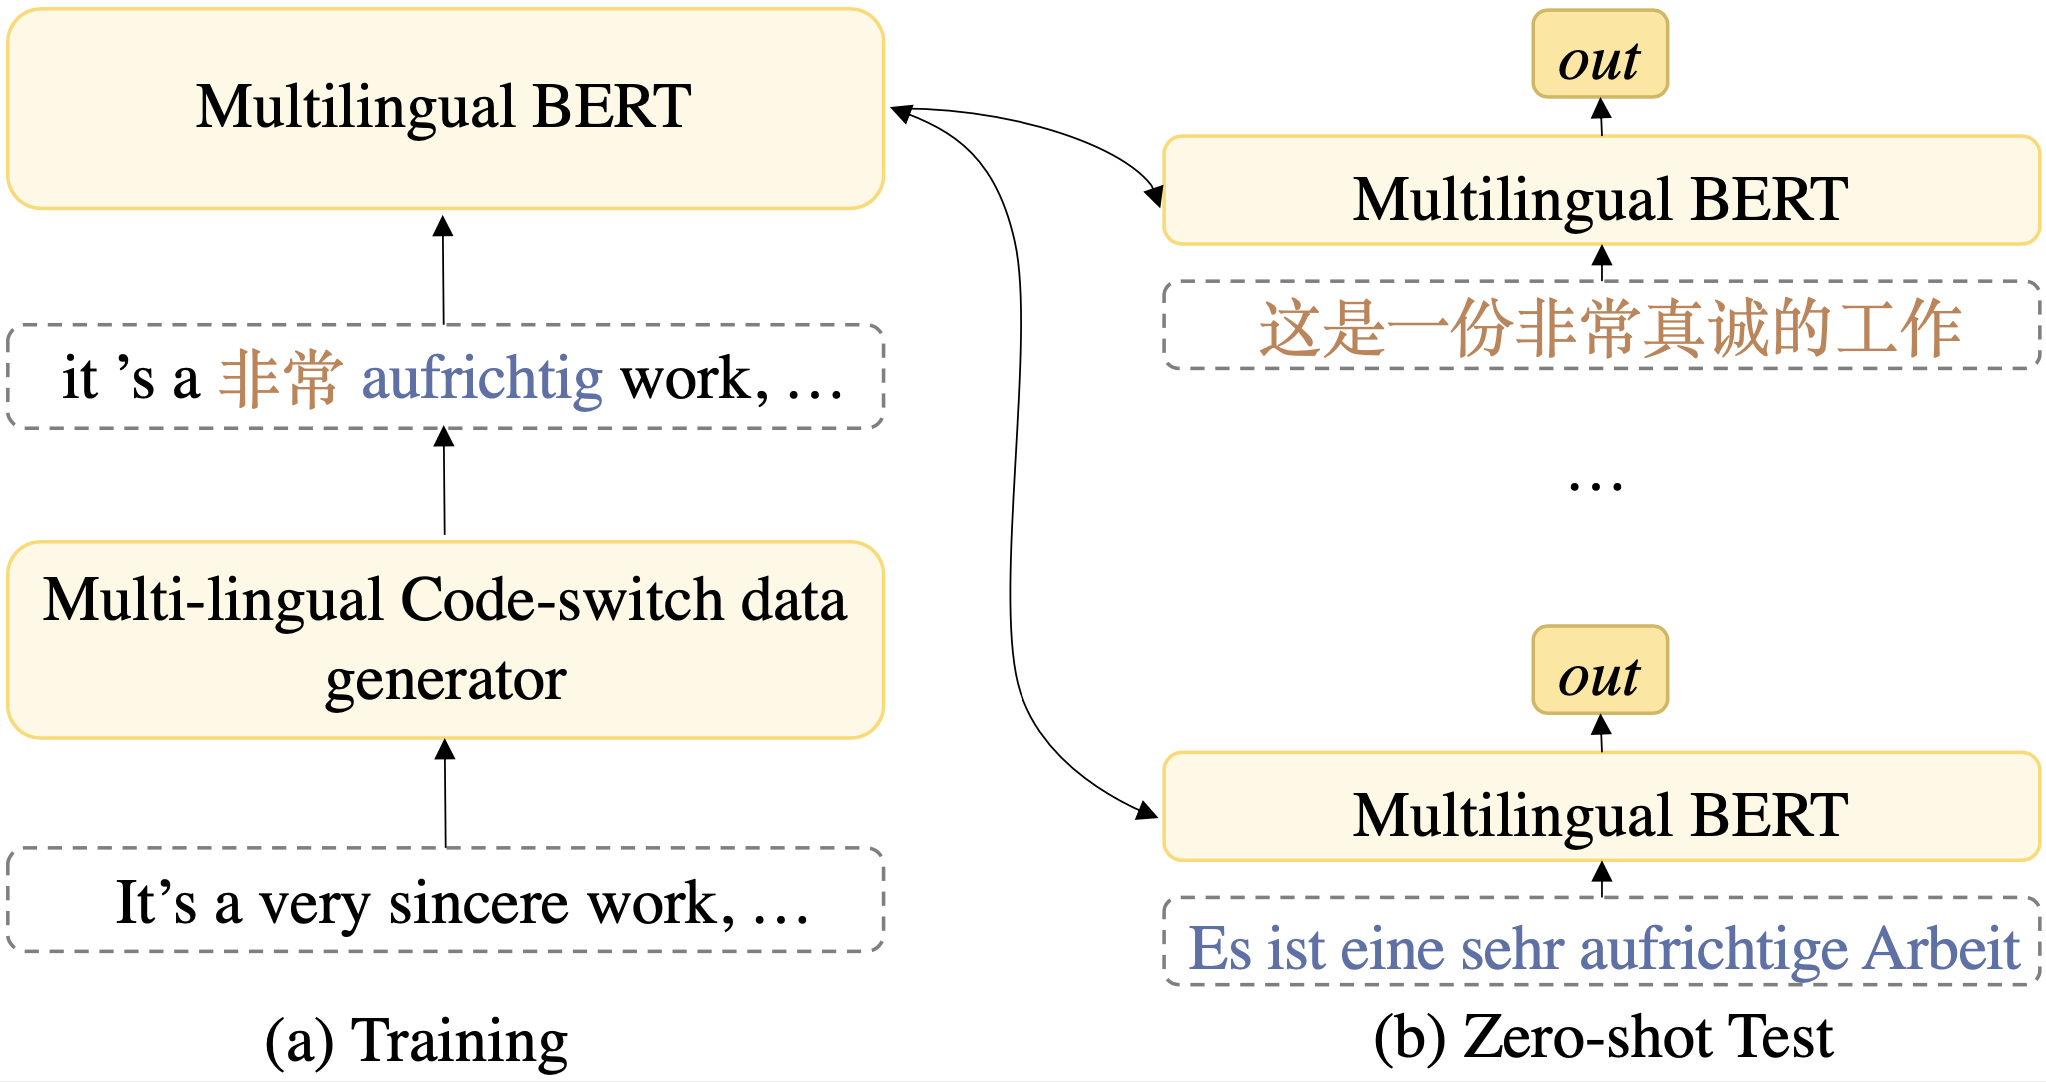 Multilingual BERT
it ’s a 非常 aufrichtig work, …
Multi-lingual Code-switch data
generator
It’s a very sincere work, …
(a) Training
out
Multilingual BERT
这是一份非常真诚的工作
…
out
Multilingual BERT
Es ist eine sehr aufrichtige Arbeit
(b) Zero-shot Test